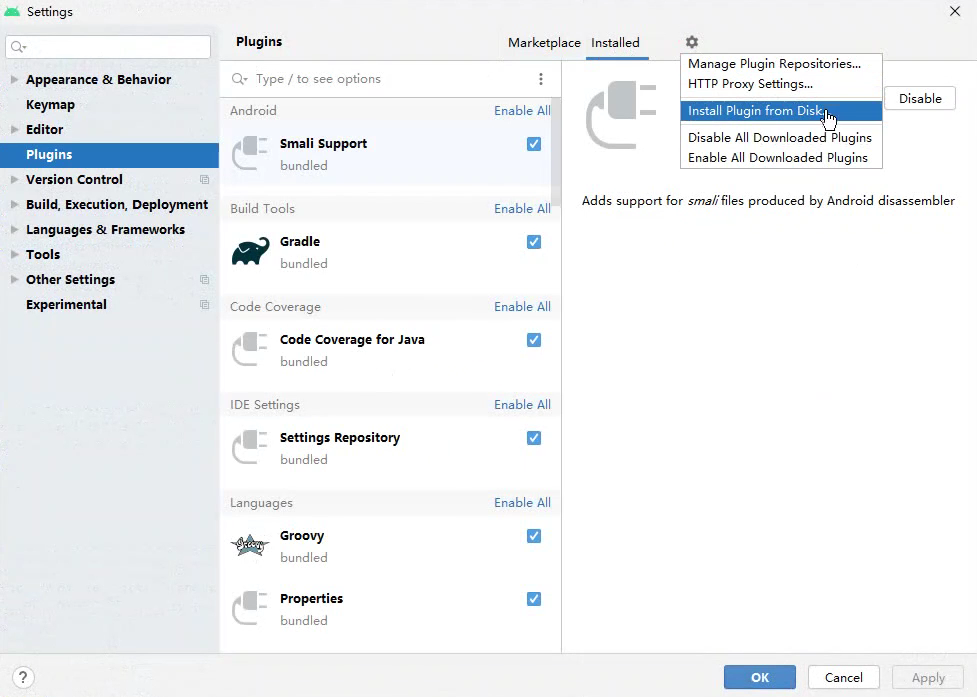 Settings
Plugins
Marketplace
Installed
Type / to see options
Appearance & Behavior
Keymap
Editor
Plugins
Version Control
Build, Execution, Deployment
Languages & Frameworks
Tools
Other Settings
Experimental
Android
Enable All
Smali Support
bundled
Build Tools
Enable All
Gradle
bundled
Code Coverage
Enable All
Code Coverage for Java
bundled
IDE Settings
Enable All
Settings Repository
bundled
Languages
Enable All
Groovy
bundled
Properties
bundled
Manage Plugin Repositories...
HTTP Proxy Settings...
Install Plugin from Disk...
Disable All Downloaded Plugins
Enable All Downloaded Plugins
Disable
Adds support for smali files produced by Android disassembler
?
OK
Cancel
Apply